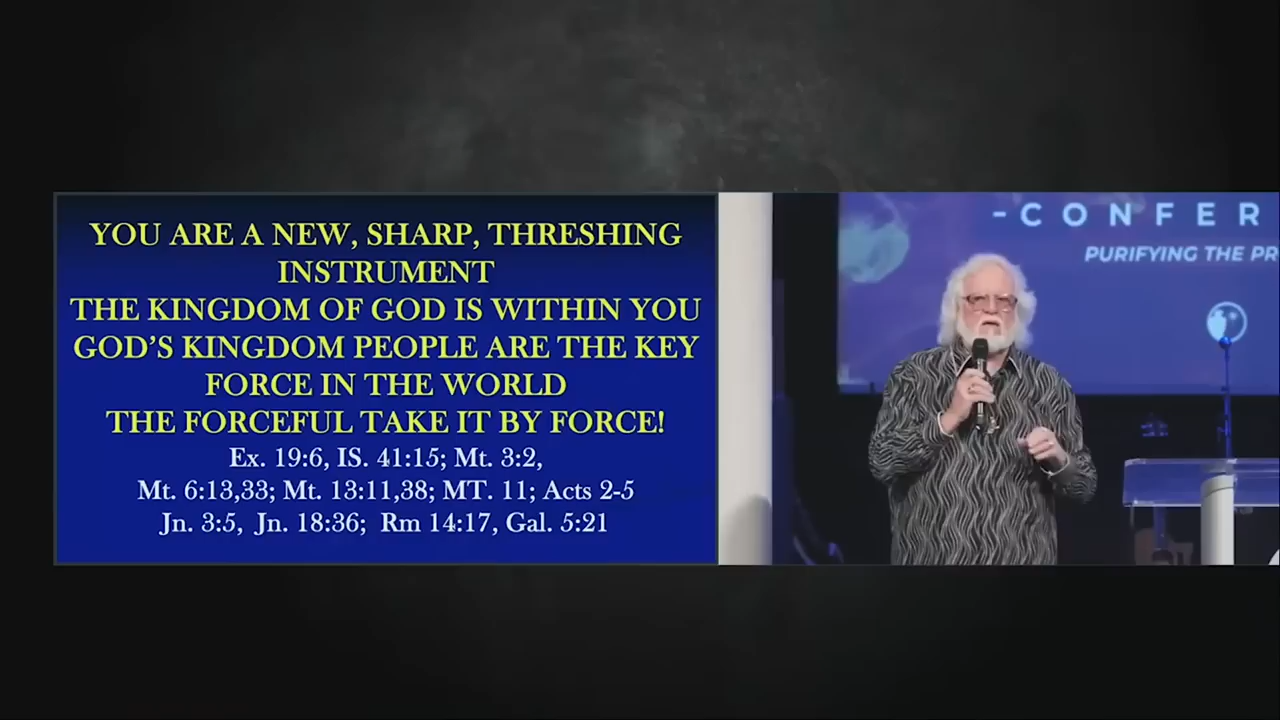 YOU ARE A NEW, SHARP, THRESHING
INSTRUMENT
THE KINGDOM OF GOD IS WITHIN YOU
GOD'S KINGDOM PEOPLE ARE THE KEY
FORCE IN THE WORLD
THE FORCEFUL TAKE IT BY FORCE!
Ex. 19:6, IS. 41:15; Mt. 3:2,
Mt. 6:13,33; Mt. 13:11,38; MT. 11; Acts 2-5
Jn. 3:5, Jn. 18:36; Rm 14:17, Gal. 5:21
-CONFER
PURIFYING THE PR